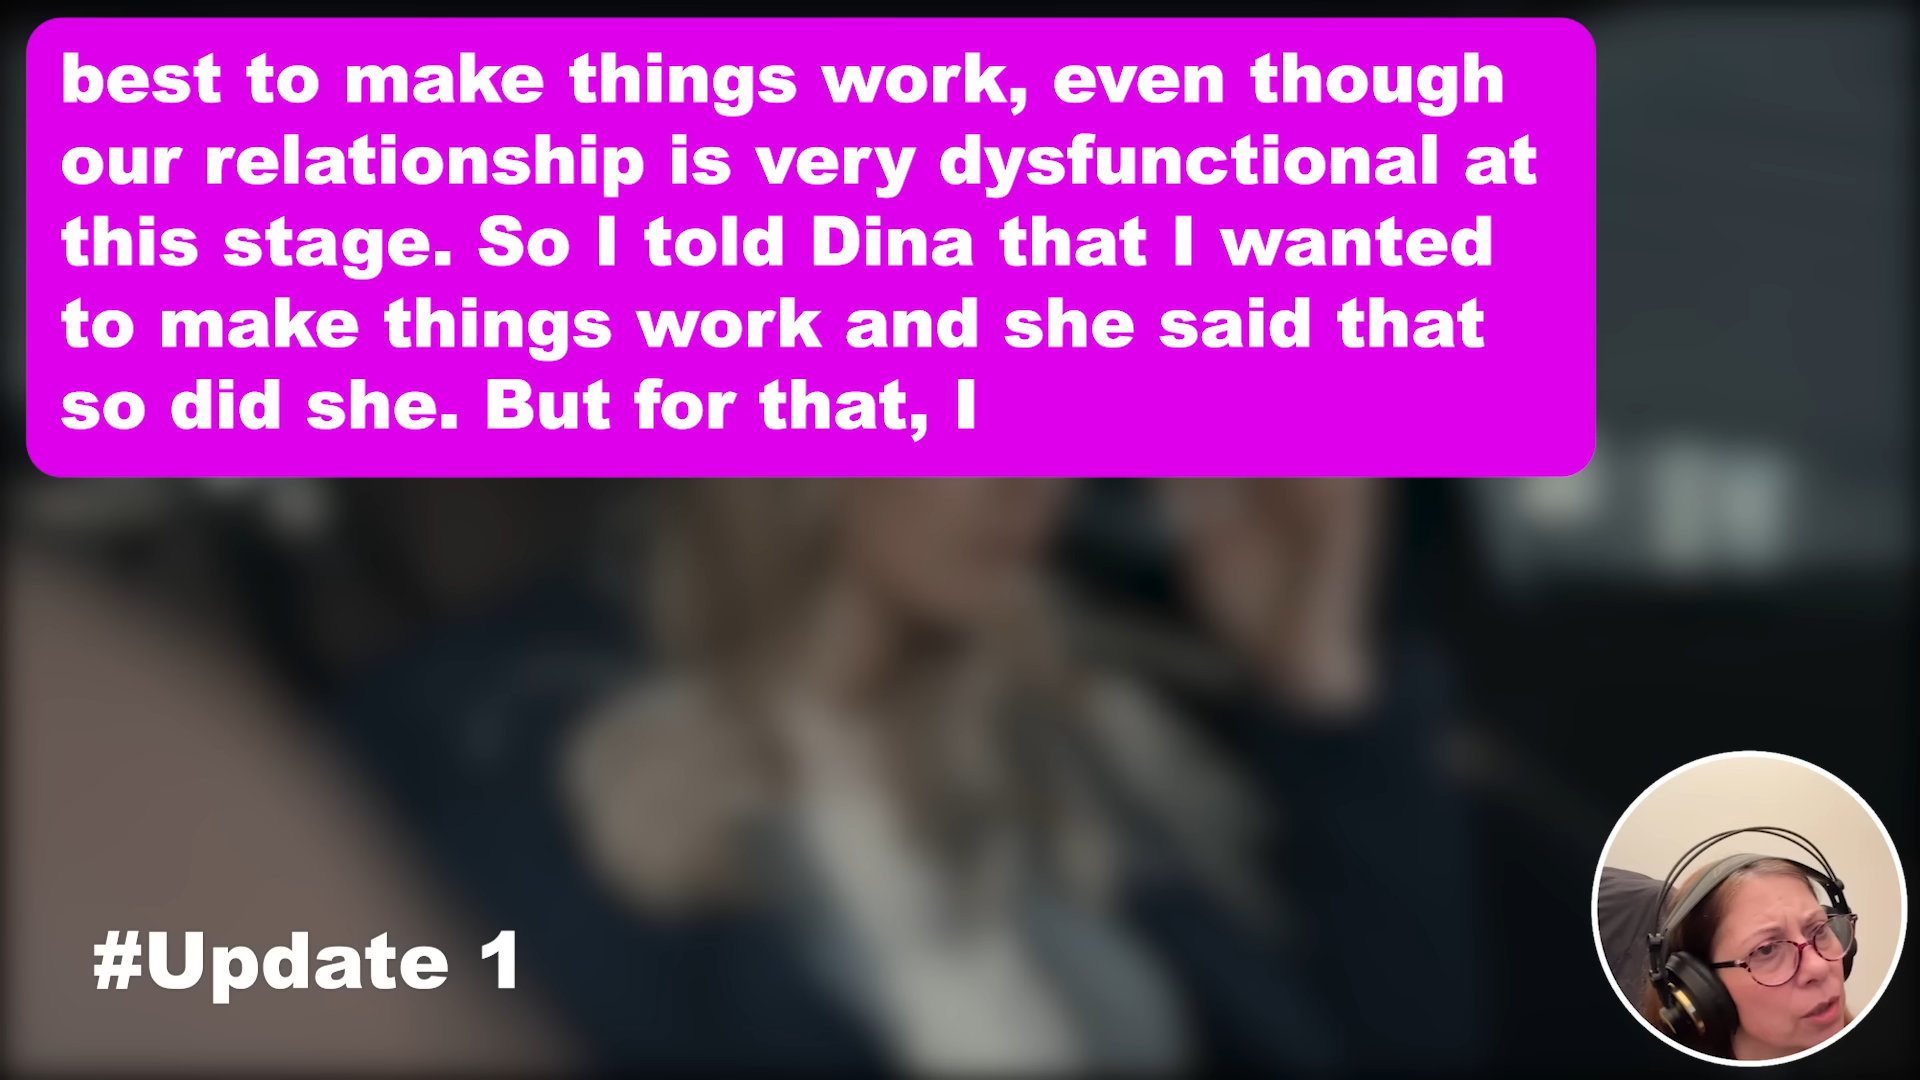 best to make things work, even though
our relationship is very dysfunctional at
this stage. So I told Dina that I wanted
to make things work and she said that
so did she. But for that, I
#Update 1